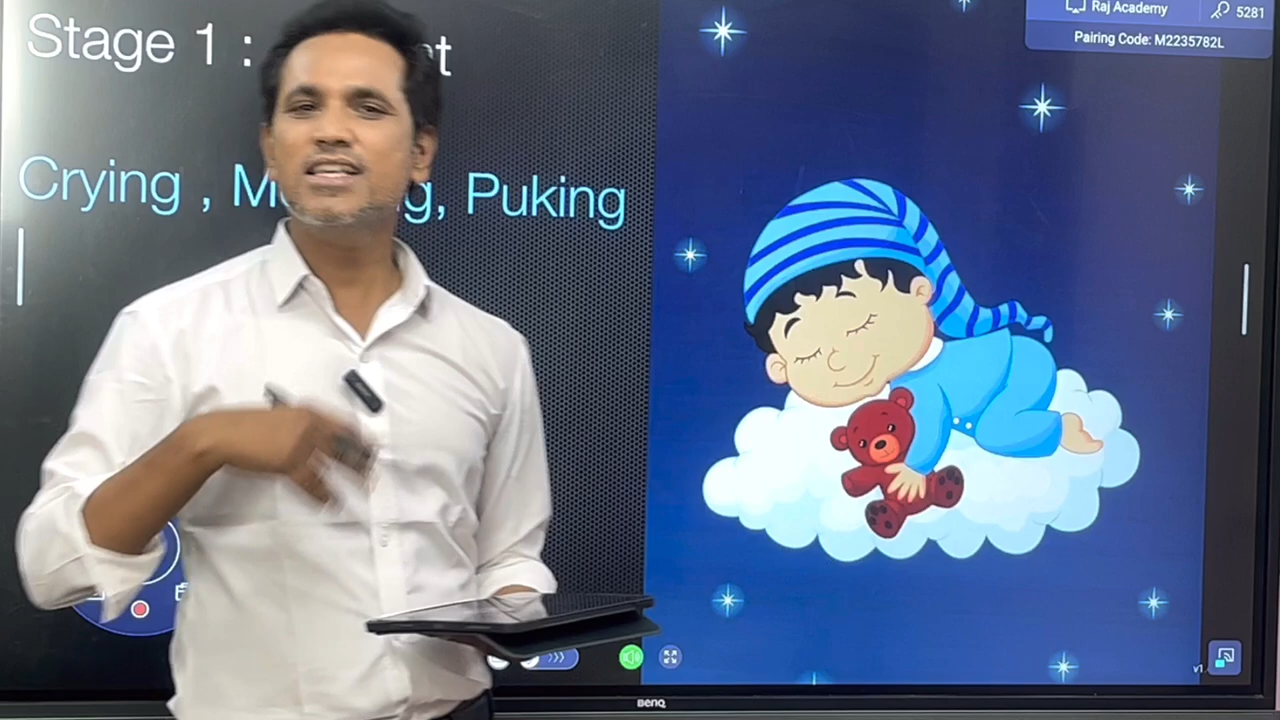 Stage 1 :
Crying , Puking
Raj Academy
5281
Pairing Code: M2235782L
BenQ